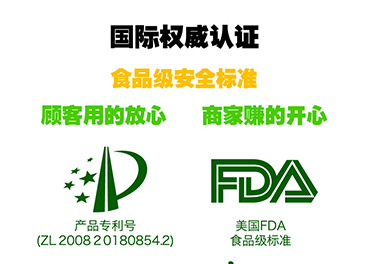 国际权威认证
食品级安全标准
顾客用的放心 商家赚的开心
FDA
产品专利号
(ZL 2008 2 0180854.2)
美国FDA
食品级标准